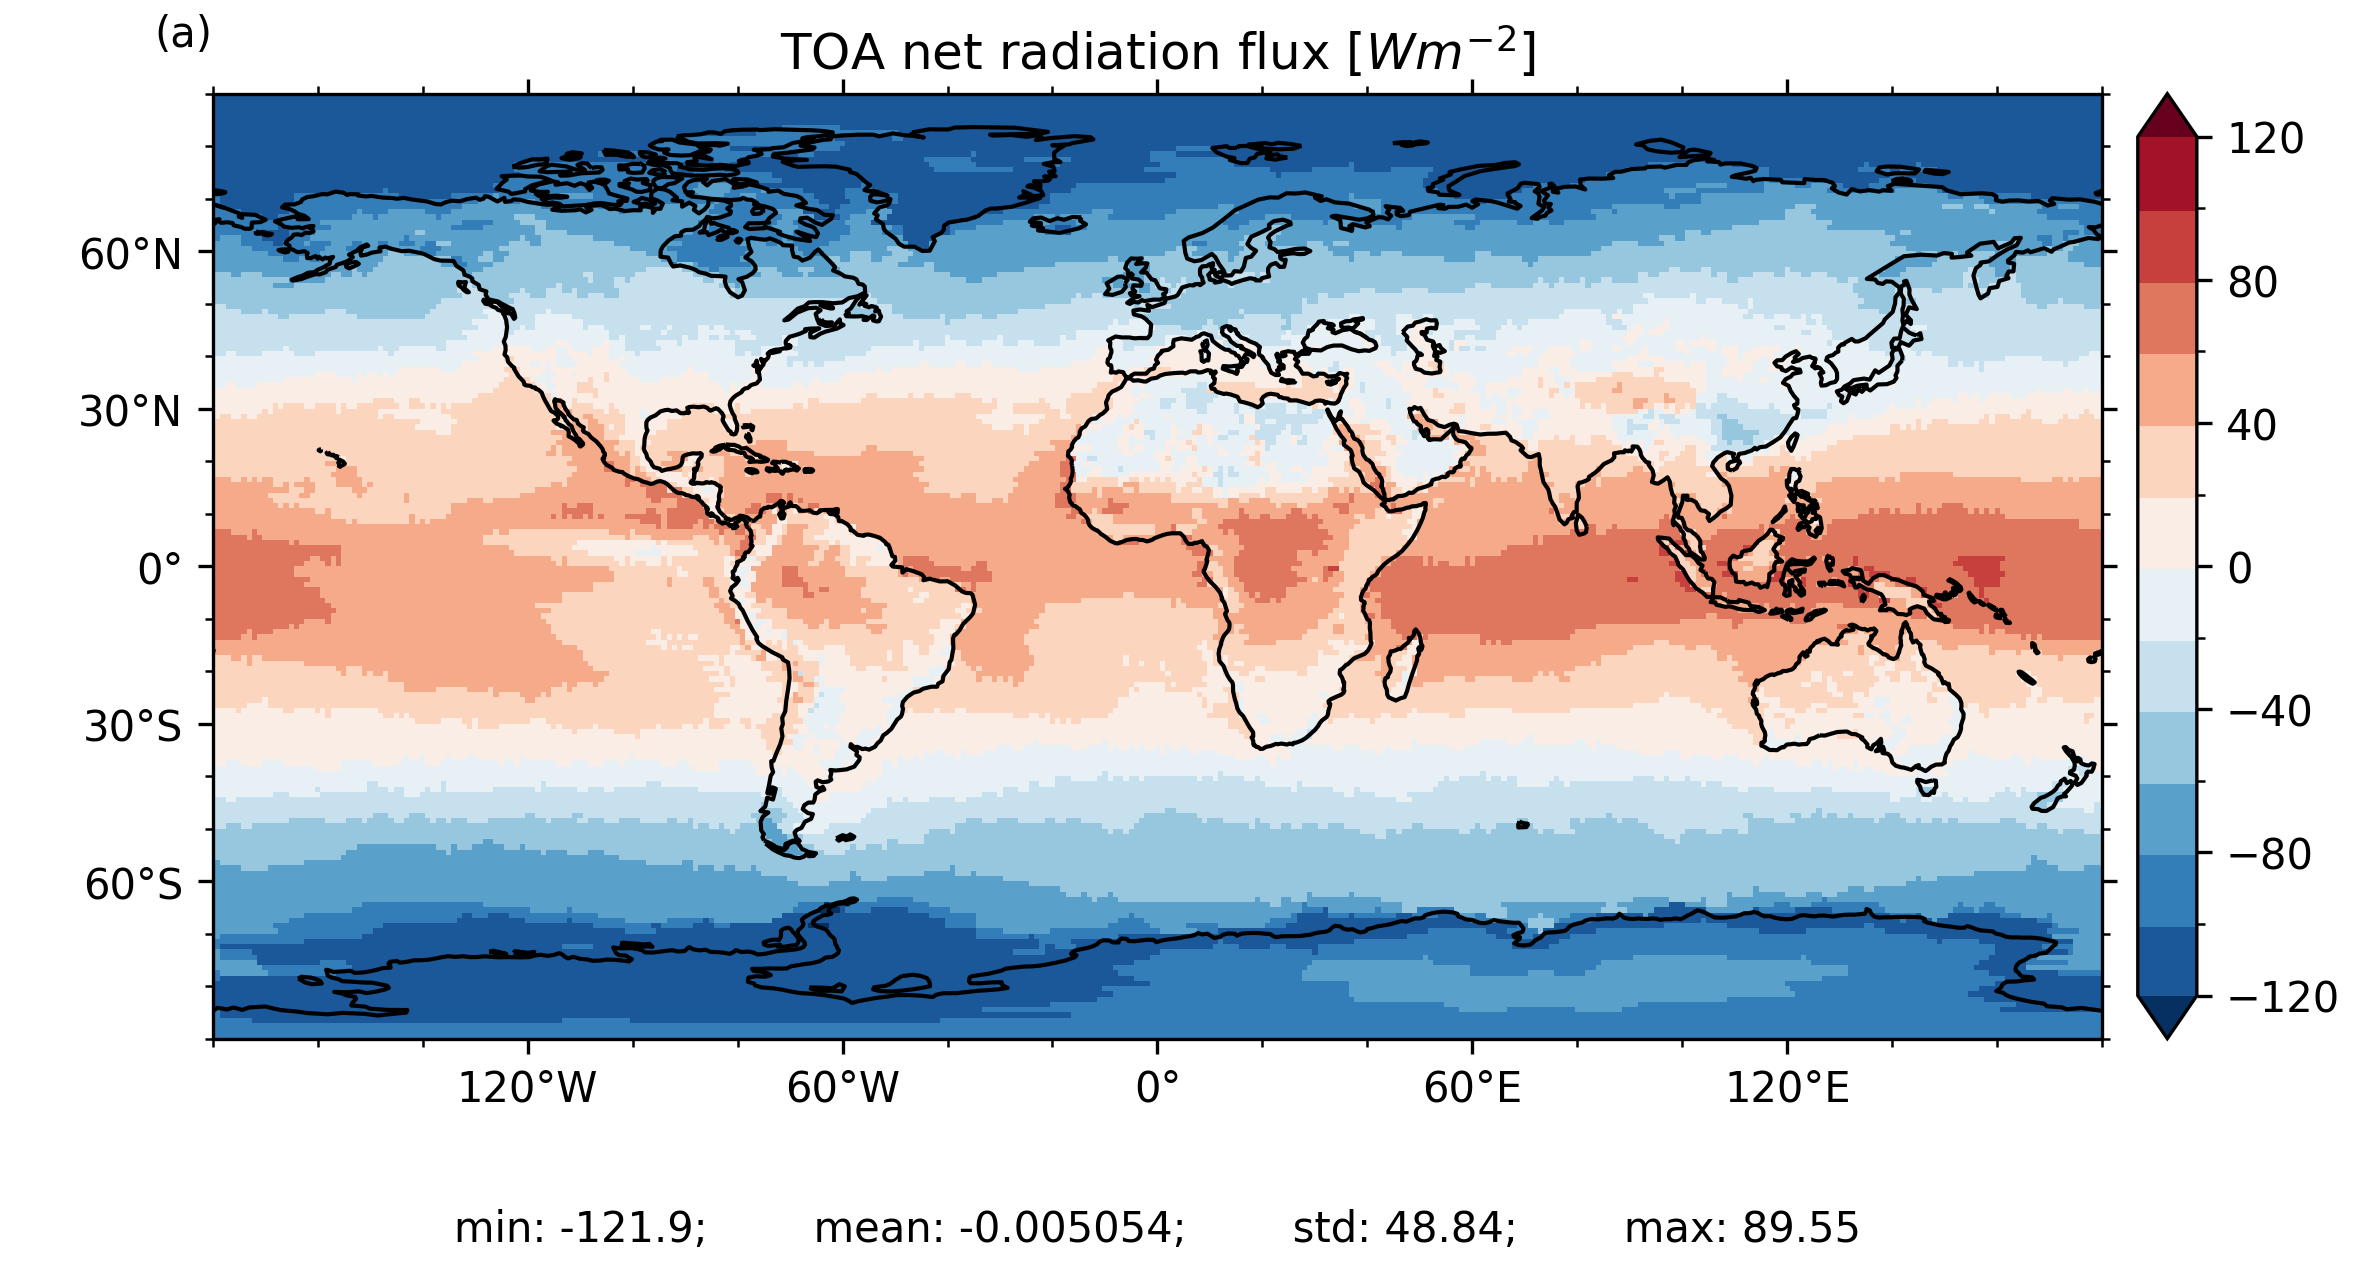 (a)
TOA net radiation flux [Wm⁻²]
60°N
30°N
0°
30°S
60°S
120°W 60°W 0° 60°E 120°E
120
80
40
0
−40
−80
−120
min: -121.9; mean: -0.005054; std: 48.84; max: 89.55